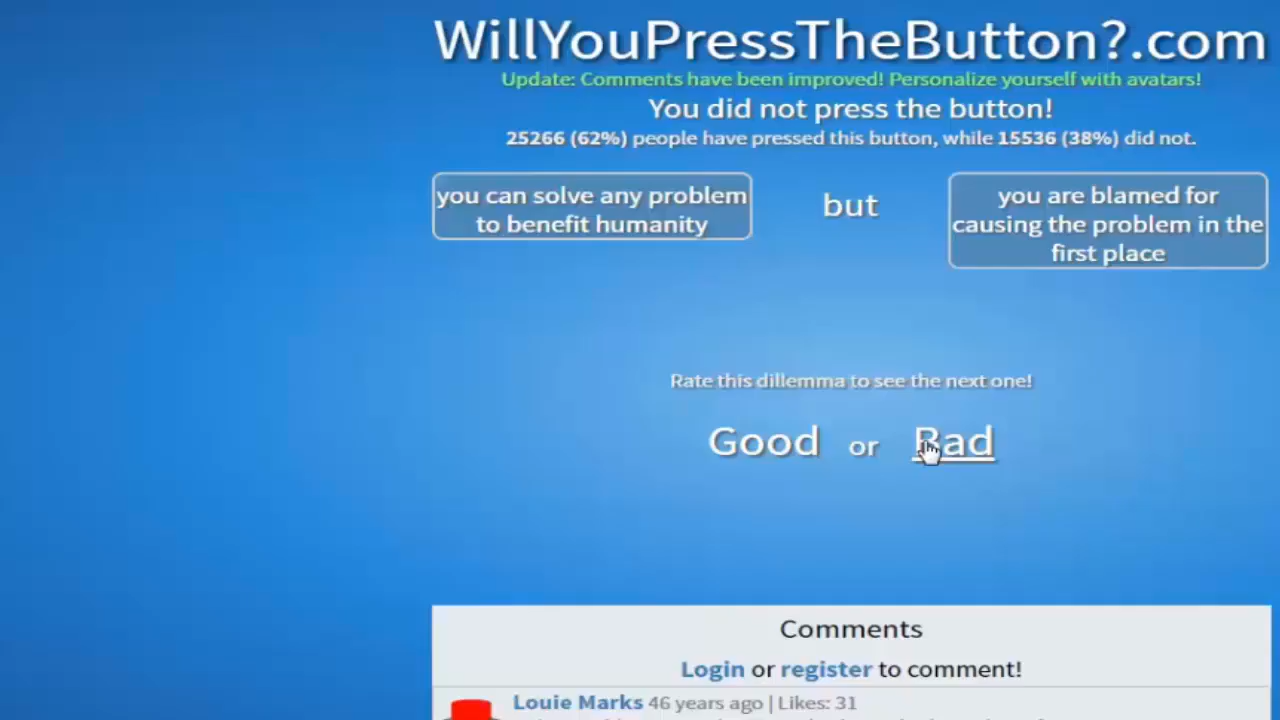 WillYouPressTheButton?.com
Update: Comments have been improved! Personalize yourself with avatars!
You did not press the button!
25266 (62%) people have pressed this button, while 15536 (38%) did not.
you can solve any problem
to benefit humanity
but
you are blamed for
causing the problem in the
first place
Rate this dillemma to see the next one!
Good or Bad
Comments
Login or register to comment!
Louie Marks 46 years ago | Likes: 31